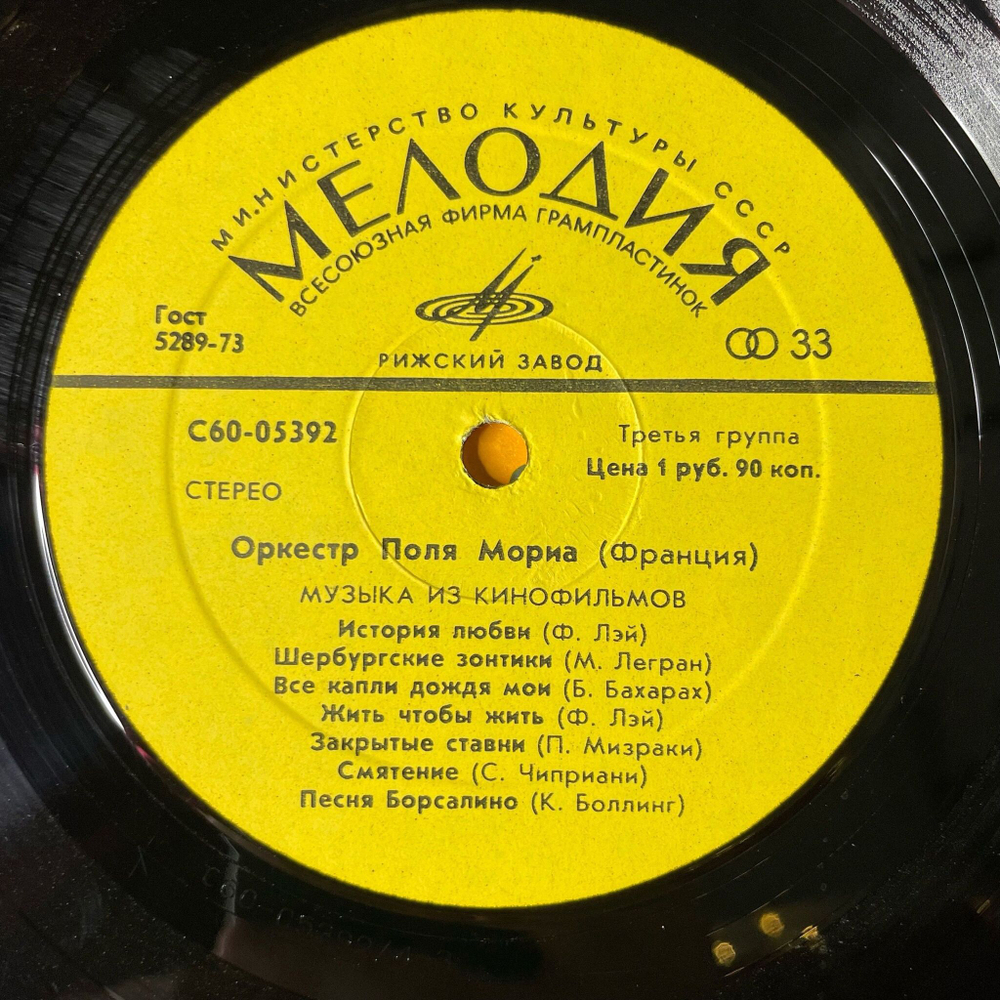 МИНИСТЕРСТВО КУЛЬТУРЫ СССР
МЕЛОДИЯ
ВСЕСОЮЗНАЯ ФИРМА ГРАМПЛАСТИНОК
Гост
5289-73
РИЖСКИЙ ЗАВОД
33
С60-05392
Третья группа
Цена 1 руб. 90 коп.
СТЕРЕО
Оркестр Поля Мориа (Франция)
МУЗЫКА ИЗ КИНОФИЛЬМОВ
История любви (Ф. Лэй)
Шербургские зонтики (М. Легран)
Все капли дождя мои (Б. Бахарах)
Жить чтобы жить (Ф. Лэй)
Закрытые ставни (П. Мизраки)
Смятение (С. Чиприани)
Песня Борсалино (К. Боллинг)